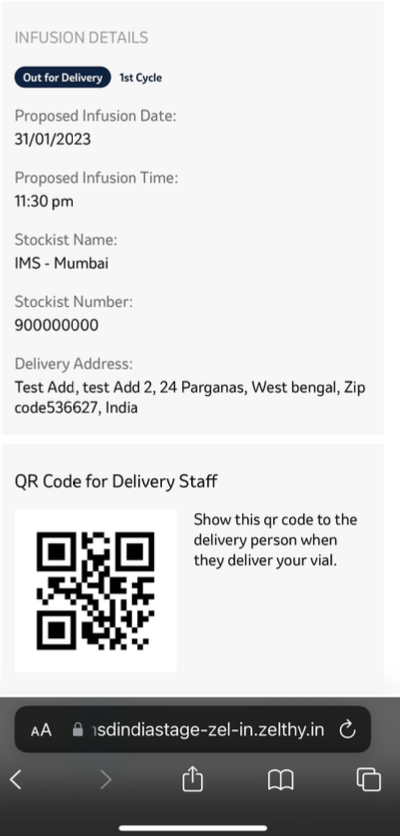 INFUSION DETAILS
Out for Delivery 1st Cycle
Proposed Infusion Date:
31/01/2023
Proposed Infusion Time:
11:30 pm
Stockist Name:
IMS - Mumbai
Stockist Number:
900000000
Delivery Address:
Test Add, test Add 2, 24 Parganas, West bengal, Zip
code536627, India
QR Code for Delivery Staff
Show this qr code to the
delivery person when
they deliver your vial.
AA sdindiastage-zel-in.zelthy.in